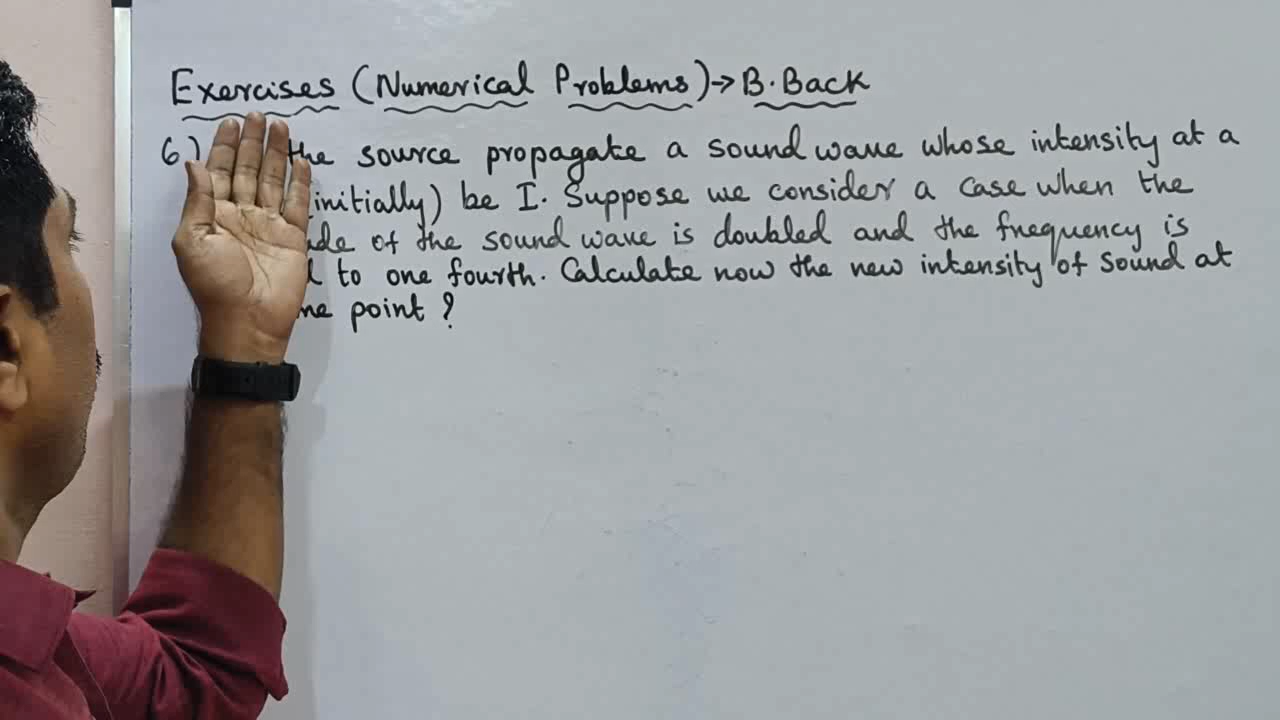 Exercises (Numerical Problems) → B.Back
6) the source propagate a sound wave whose intensity at a
(initially) be I. Suppose we consider a case when the
of the sound wave is doubled and the frequency is
to one fourth. Calculate now the new intensity of sound at
point ?